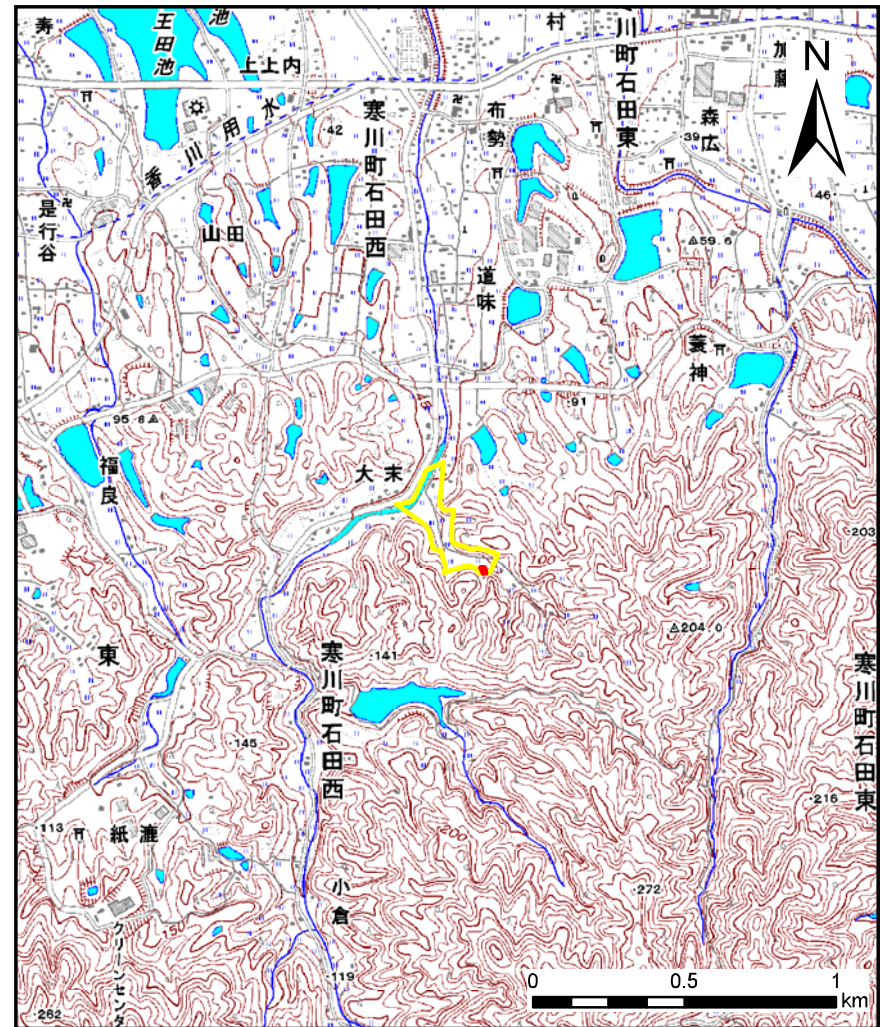 寿
王田池
池
上上内
村
寒川町石田東
加藤
N
香川用水
42
寒川町石田西
布勢
39
森広
46
是行谷
山田
道味
59.6
蓑神
45
91
95.8
福良
大末
100
203
東
141
204.0
寒川町石田西
寒川町石田東
145
216
113
紙漉
200
小倉
272
150
クリーンセンタ
119
262
0 0.5 1
km